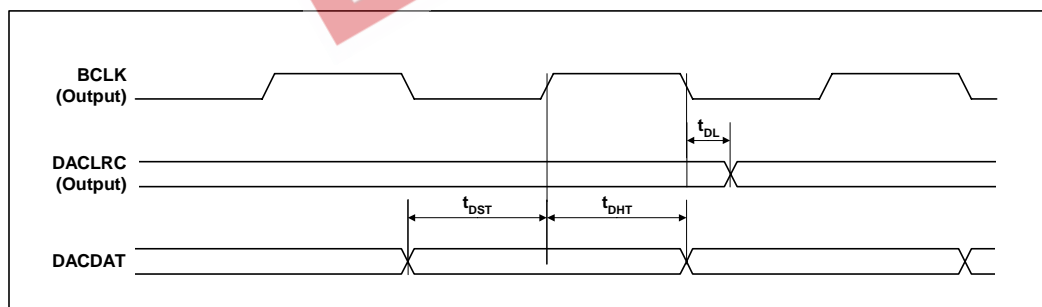 BCLK
(Output)
t_DL
DACLRC
(Output)
t_DST
t_DHT
DACDAT